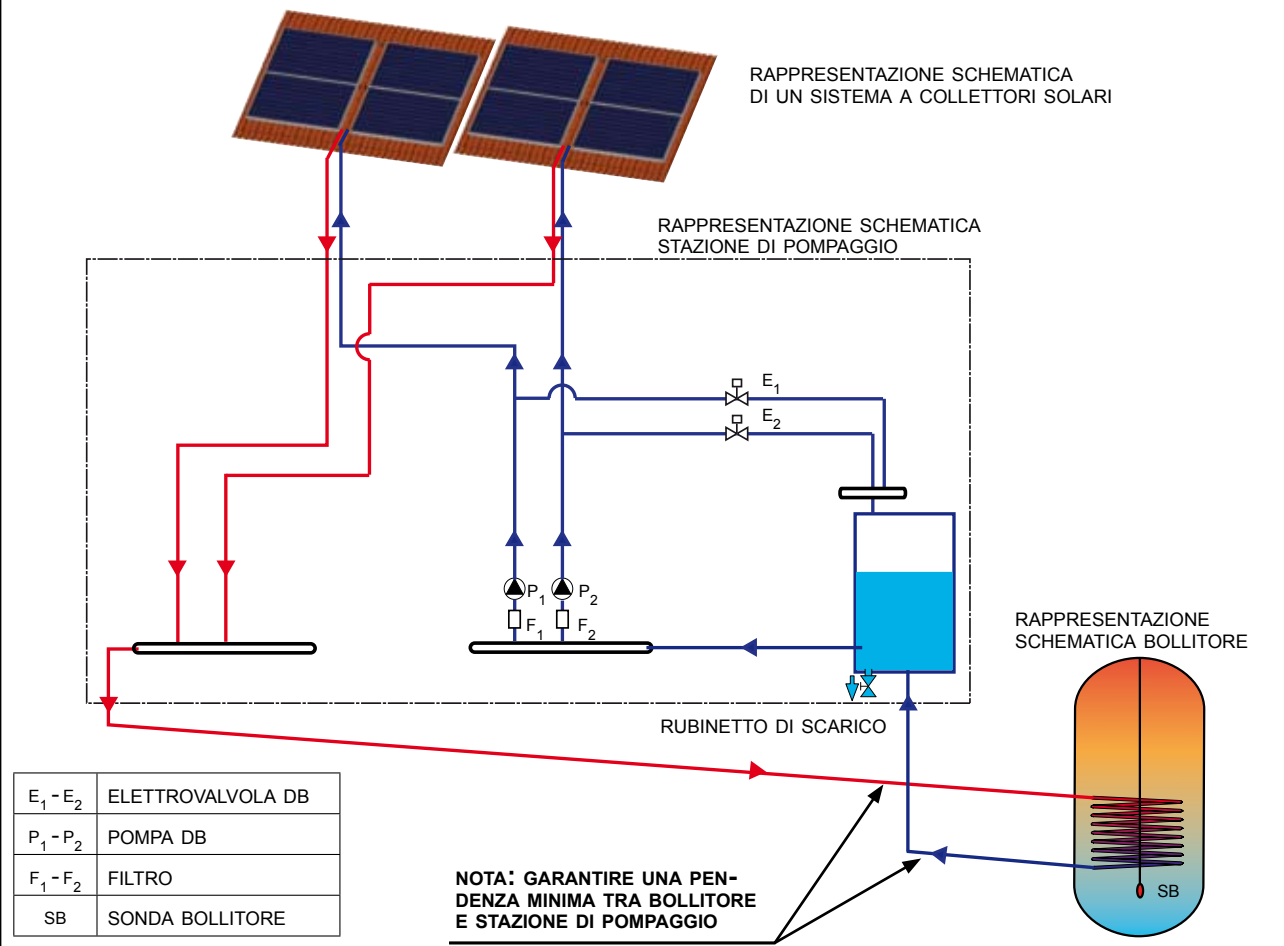 RAPPRESENTAZIONE SCHEMATICA
DI UN SISTEMA A COLLETTORI SOLARI
RAPPRESENTAZIONE SCHEMATICA
STAZIONE DI POMPAGGIO
E1
E2
P1
P2
F1
F2
RAPPRESENTAZIONE
SCHEMATICA BOLLITORE
RUBINETTO DI SCARICO
E1-E2 ELETTROVALVOLA DB
P1-P2 POMPA DB
F1-F2 FILTRO
SB SONDA BOLLITORE
NOTA: GARANTIRE UNA PEN-
DENZA MINIMA TRA BOLLITORE
E STAZIONE DI POMPAGGIO
SB